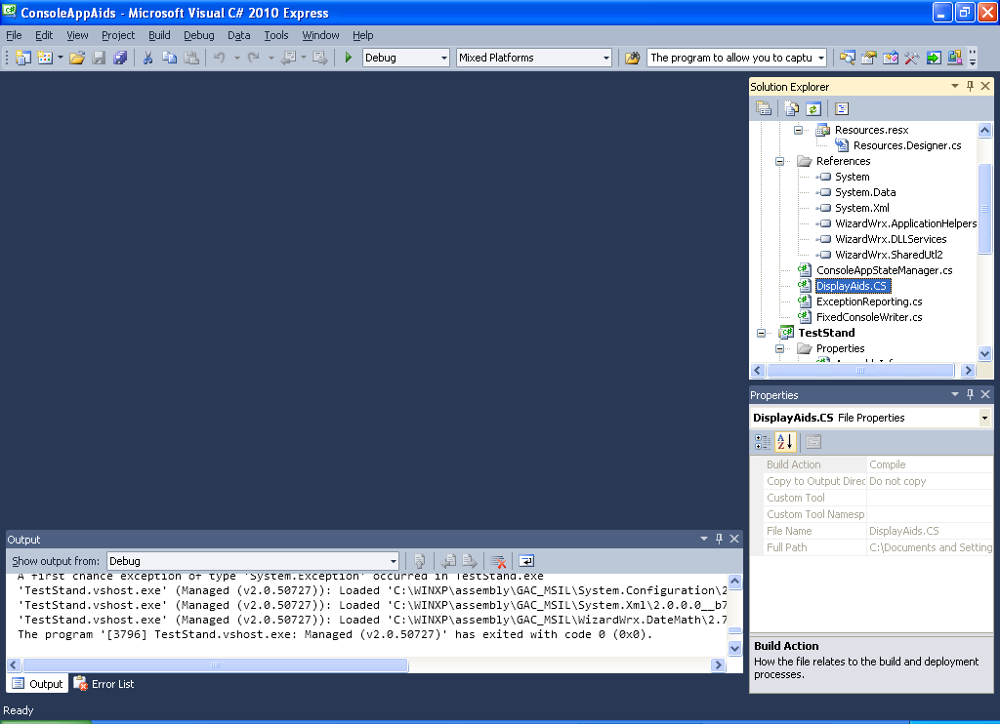 ConsoleAppAids - Microsoft Visual C# 2010 Express
File Edit View Project Build Debug Data Tools Window Help
Debug Mixed Platforms The program to allow you to captu
Solution Explorer
Resources.resx
Resources.Designer.cs
References
System
System.Data
System.Xml
WizardWrx.ApplicationHelpers
WizardWrx.DLLServices
WizardWrx.SharedUtl2
ConsoleAppStateManager.cs
DisplayAids.CS
ExceptionReporting.cs
FixedConsoleWriter.cs
TestStand
Properties
Properties
DisplayAids.CS File Properties
Build Action Compile
Copy to Output Direc Do not copy
Custom Tool
Custom Tool Namesp
File Name DisplayAids.CS
Full Path C:\Documents and Setting
Build Action
How the file relates to the build and deployment
processes.
Output
Show output from: Debug
A first chance exception of type 'System.Exception' occurred in TestStand.exe
'TestStand.vshost.exe' (Managed (v2.0.50727)): Loaded 'C:\WINXP\assembly\GAC_MSIL\System.Configuration\2
'TestStand.vshost.exe' (Managed (v2.0.50727)): Loaded 'C:\WINXP\assembly\GAC_MSIL\System.Xml\2.0.0.0__b7
'TestStand.vshost.exe' (Managed (v2.0.50727)): Loaded 'C:\WINXP\assembly\GAC_MSIL\WizardWrx.DateMath\2.7
The program '[3796] TestStand.vshost.exe: Managed (v2.0.50727)' has exited with code 0 (0x0).
Output Error List
Ready